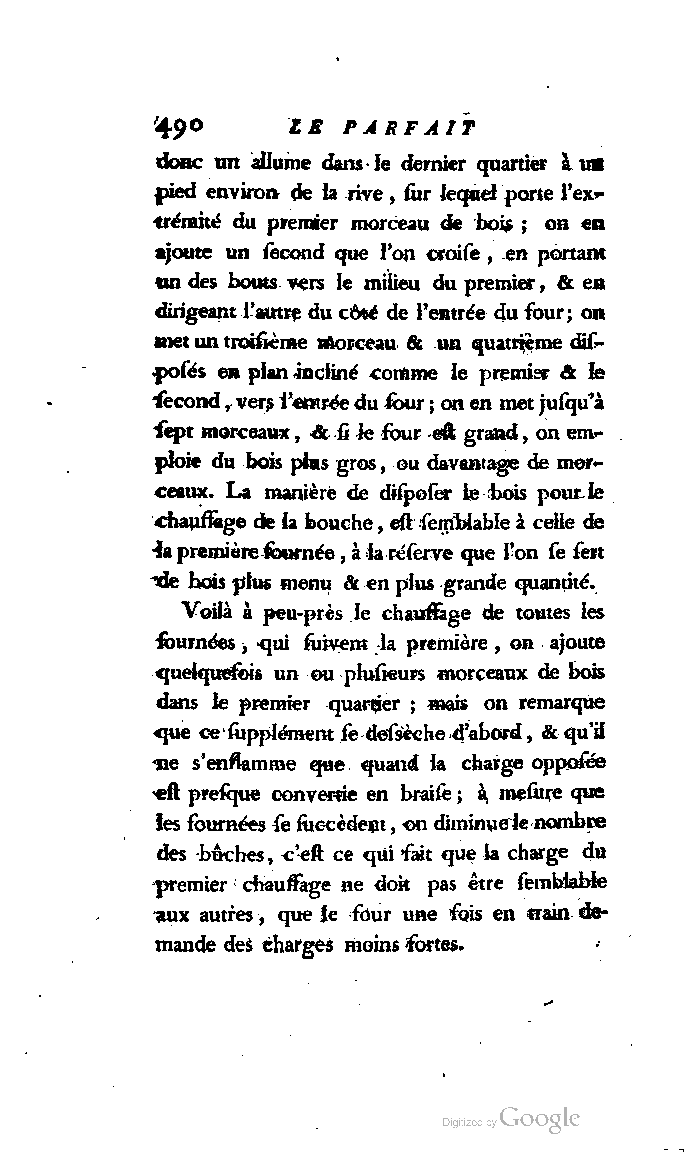 490 LE PARFAIT
donc un allume dans le dernier quartier à un
pied environ de la rive, ſur lequel porte l'ex-
trémité du premier morceau de bois; on en
ajoute un ſecond que l'on croiſe, en portant
un des bouts vers le milieu du premier, & en
dirigeant l'autre du côté de l'entrée du four; on
met un troiſième morceau & un quatrième diſ-
poſés en plan incliné comme le premier & le
ſecond, vers l'entrée du four; on en met juſqu'à
ſept morceaux, & ſi le four eſt grand, on em-
ploie du bois plus gros, ou davantage de mor-
ceaux. La manière de diſpoſer le bois pour le
chauffage de la bouche, eſt ſemblable à celle de
la première fournée, à la réſerve que l'on ſe ſert
de bois plus menu & en plus grande quantité.
Voilà à peu-près le chauffage de toutes les
fournées, qui ſuivent la première, on ajoute
quelquefois un ou pluſieurs morceaux de bois
dans le premier quartier; mais on remarque
que ce ſupplément ſe deſsèche d'abord, & qu'il
ne s'enflamme que quand la charge oppoſée
eſt preſque convertie en braiſe; à meſure que
les fournées ſe ſuccèdent, on diminue le nombre
des bûches, c'eſt ce qui fait que la charge du
premier chauffage ne doit pas être ſemblable
aux autres, que le four une fois en train de-
mande des charges moins fortes.
Digitized by Google